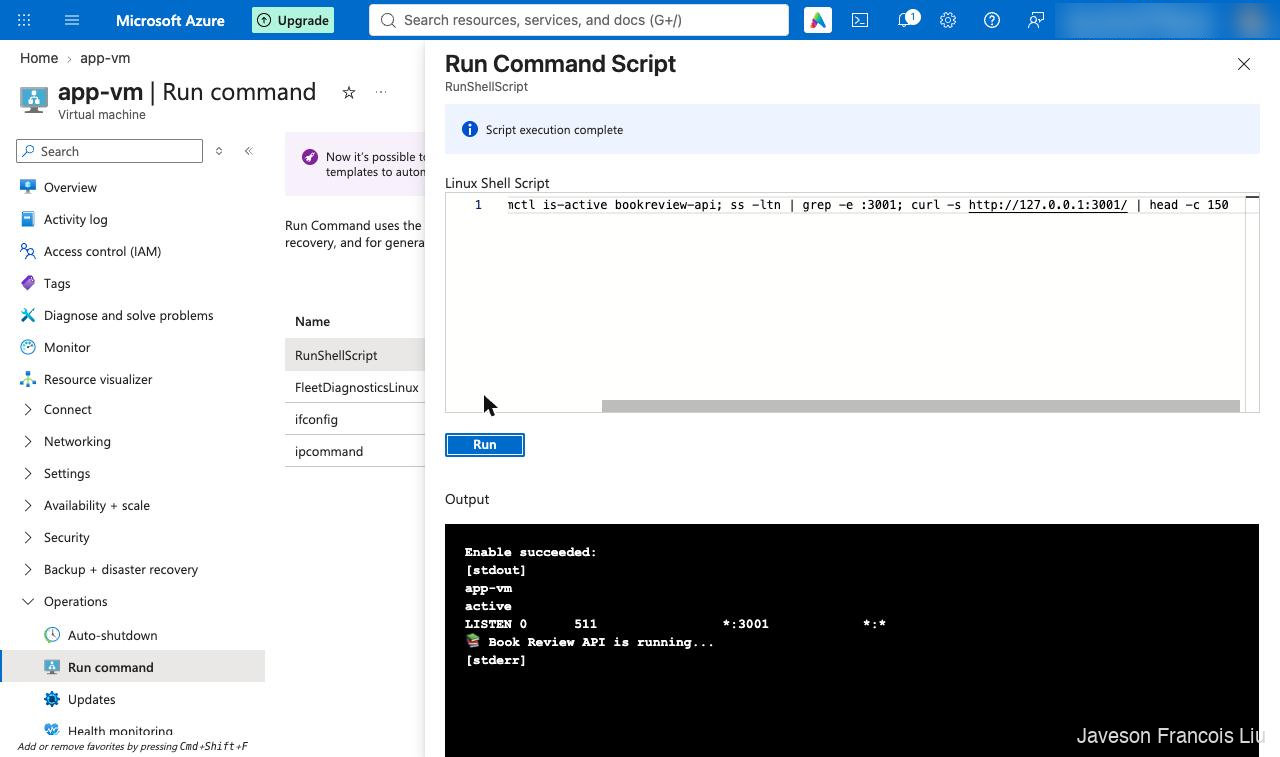 Microsoft Azure
Upgrade
Search resources, services, and docs (G+/)
1
Home > app-vm
app-vm | Run command
Virtual machine
Search
Overview
Activity log
Access control (IAM)
Tags
Diagnose and solve problems
Monitor
Resource visualizer
Connect
Networking
Settings
Availability + scale
Security
Backup + disaster recovery
Operations
Auto-shutdown
Run command
Updates
Health monitoring
Add or remove favorites by pressing Cmd+Shift+F
Now it's possible
templates to
Run Command uses the
recovery, and for
Name
RunShellScript
FleetDiagnosticsLinux
ifconfig
ipcommand
Run Command Script
RunShellScript
Script execution complete
Linux Shell Script
1 mctl is-active bookreview-api; ss -ltn | grep -e :3001; curl -s http://127.0.0.1:3001/ | head -c 150
Run
Output
Enable succeeded:
[stdout]
app-vm
active
LISTEN 0 511 *:3001 *:*
📚 Book Review API is running...
[stderr]
Javeson Francois Liu